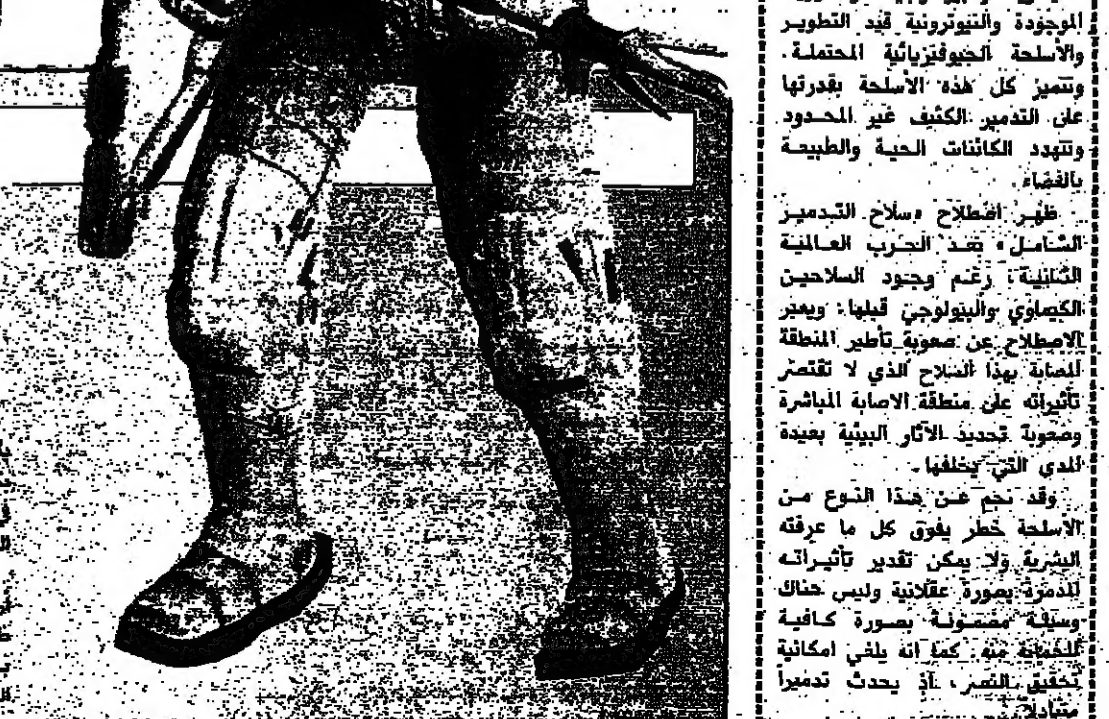 الموجودة والنيوترونية قيد التطوير
والأسلحة الجيوفيزيائية المحتملة.
وتتميز كل هذه الأسلحة بقدرتها
على التدمير الكثيف غير المحدود
وتتهدد الكائنات الحية والطبيعة
بالفضاء.
ظهر اصطلاح «سلاح التدمير
الشامل» بعد الحرب العالمية
الثانية، رغم وجود السلاحين
الكيماوي والبيولوجي قبلها. ويعبر
الاصطلاح عن صعوبة تأطير المنطقة
المصابة بهذا السلاح الذي لا تقتصر
تأثيراته على منطقة الاصابة المباشرة
وصعوبة تحديد الآثار البيئية بعيدة
المدى التي يخلفها.
وقد نجم عن هذا النوع من
الأسلحة خطر يفوق كل ما عرفته
البشرية ولا يمكن تقدير تأثيراته
المدمرة بصورة عقلانية وليس هناك
وسيلة مضمونة بصورة كافية
للحماية منه. كما انه يلغي امكانية
تحقيق النصر، اذ يحدث تدميراً
متبادلا